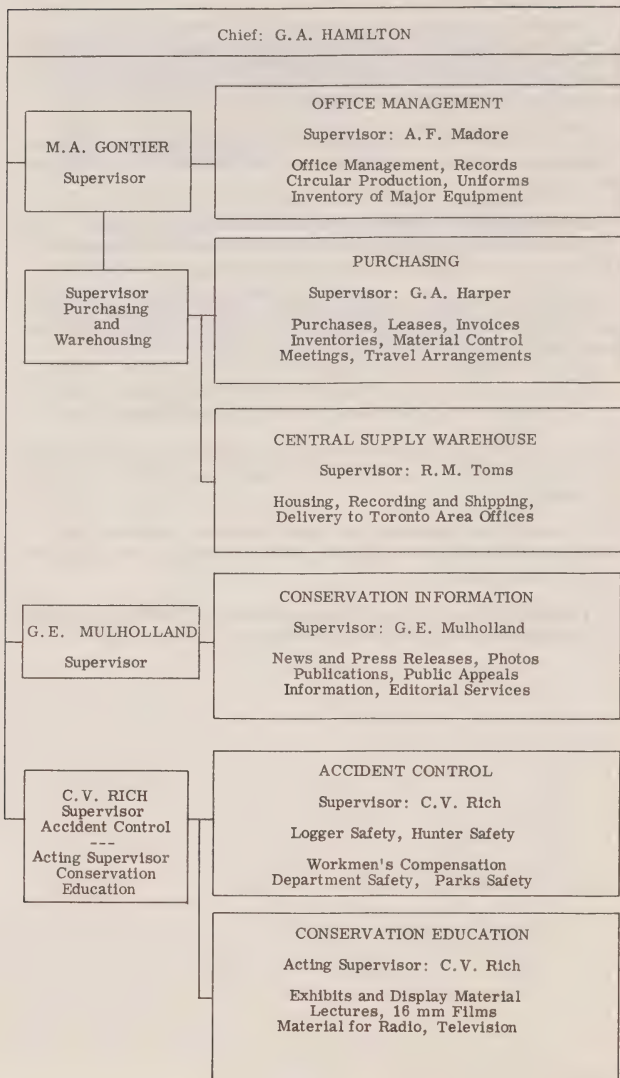 Chief: G.A. HAMILTON
M.A. GONTIER
Supervisor
OFFICE MANAGEMENT
Supervisor: A.F. Madore
Office Management, Records
Circular Production, Uniforms
Inventory of Major Equipment
Supervisor
Purchasing
and
Warehousing
PURCHASING
Supervisor: G.A. Harper
Purchases, Leases, Invoices
Inventories, Material Control
Meetings, Travel Arrangements
CENTRAL SUPPLY WAREHOUSE
Supervisor: R.M. Toms
Housing, Recording and Shipping,
Delivery to Toronto Area Offices
G.E. MULHOLLAND
Supervisor
CONSERVATION INFORMATION
Supervisor: G.E. Mulholland
News and Press Releases, Photos
Publications, Public Appeals
Information, Editorial Services
C.V. RICH
Supervisor
Accident Control
---
Acting Supervisor
Conservation
Education
ACCIDENT CONTROL
Supervisor: C.V. Rich
Logger Safety, Hunter Safety
Workmen's Compensation
Department Safety, Parks Safety
CONSERVATION EDUCATION
Acting Supervisor: C.V. Rich
Exhibits and Display Material
Lectures, 16 mm Films
Material for Radio, Television